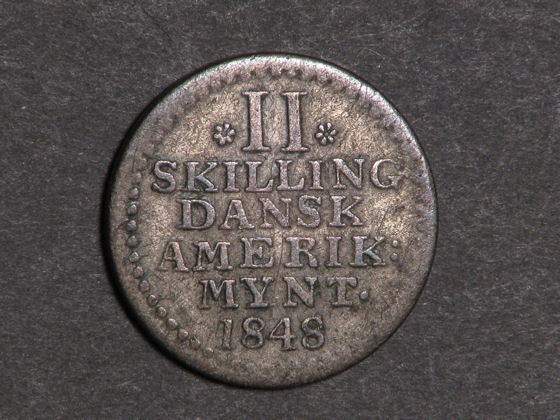 * II *
SKILLING
DANSK
AMERIK:
MYNT.
1848